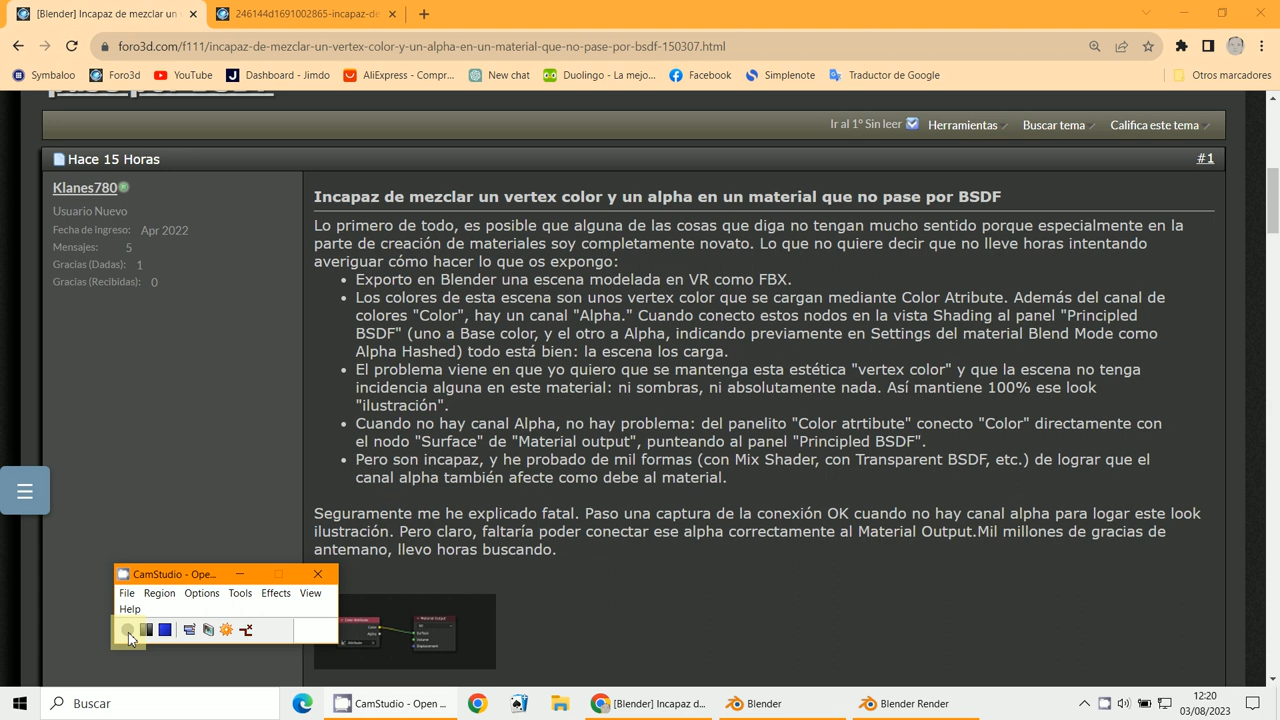 [Blender] Incapaz de mezclar un v
246144d1691002865-incapaz-de
foro3d.com/f111/incapaz-de-mezclar-un-vertex-color-y-un-alpha-en-un-material-que-no-pase-por-bsdf-150307.html
Symbaloo
Foro3d
YouTube
Dashboard - Jimdo
AliExpress - Compr...
New chat
Duolingo - La mejo...
Facebook
Simplenote
Traductor de Google
Otros marcadores
pase por BSDF
Ir al 1º Sin leer
Herramientas
Buscar tema
Califica este tema
Hace 15 Horas
#1
Klanes780
Usuario Nuevo
Fecha de ingreso: Apr 2022
Mensajes: 5
Gracias (Dadas): 1
Gracias (Recibidas): 0
Incapaz de mezclar un vertex color y un alpha en un material que no pase por BSDF
Lo primero de todo, es posible que alguna de las cosas que diga no tengan mucho sentido porque especialmente en la
parte de creación de materiales soy completamente novato. Lo que no quiere decir que no lleve horas intentando
averiguar cómo hacer lo que os expongo:
• Exporto en Blender una escena modelada en VR como FBX.
• Los colores de esta escena son unos vertex color que se cargan mediante Color Atribute. Además del canal de
colores "Color", hay un canal "Alpha." Cuando conecto estos nodos en la vista Shading al panel "Principled
BSDF" (uno a Base color, y el otro a Alpha, indicando previamente en Settings del material Blend Mode como
Alpha Hashed) todo está bien: la escena los carga.
• El problema viene en que yo quiero que se mantenga esta estética "vertex color" y que la escena no tenga
incidencia alguna en este material: ni sombras, ni absolutamente nada. Así mantiene 100% ese look
"ilustración".
• Cuando no hay canal Alpha, no hay problema: del panelito "Color atrtibute" conecto "Color" directamente con
el nodo "Surface" de "Material output", punteando al panel "Principled BSDF".
• Pero son incapaz, y he probado de mil formas (con Mix Shader, con Transparent BSDF, etc.) de lograr que el
canal alpha también afecte como debe al material.
Seguramente me he explicado fatal. Paso una captura de la conexión OK cuando no hay canal alpha para logar este look
ilustración. Pero claro, faltaría poder conectar ese alpha correctamente al Material Output.Mil millones de gracias de
antemano, llevo horas buscando.
CamStudio - Ope...
File
Region
Options
Tools
Effects
View
Help
Color Attribute
Color
Alpha
Attribute
Material Output
All
Surface
Volume
Displacement
Buscar
CamStudio - Open ...
[Blender] Incapaz d...
Blender
Blender Render
12:20
03/08/2023